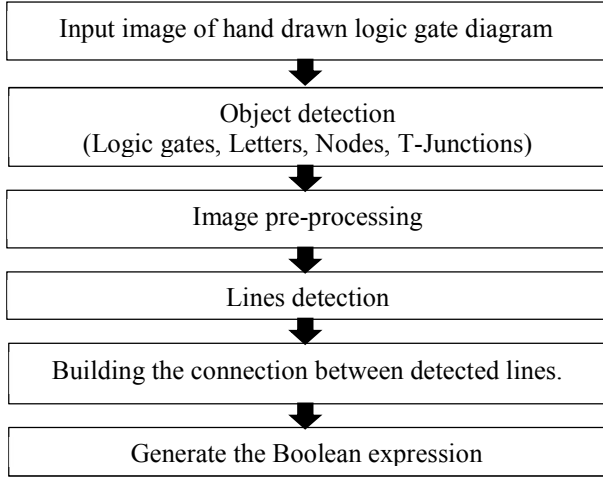 Input image of hand drawn logic gate diagram
Object detection
(Logic gates, Letters, Nodes, T-Junctions)
Image pre-processing
Lines detection
Building the connection between detected lines.
Generate the Boolean expression